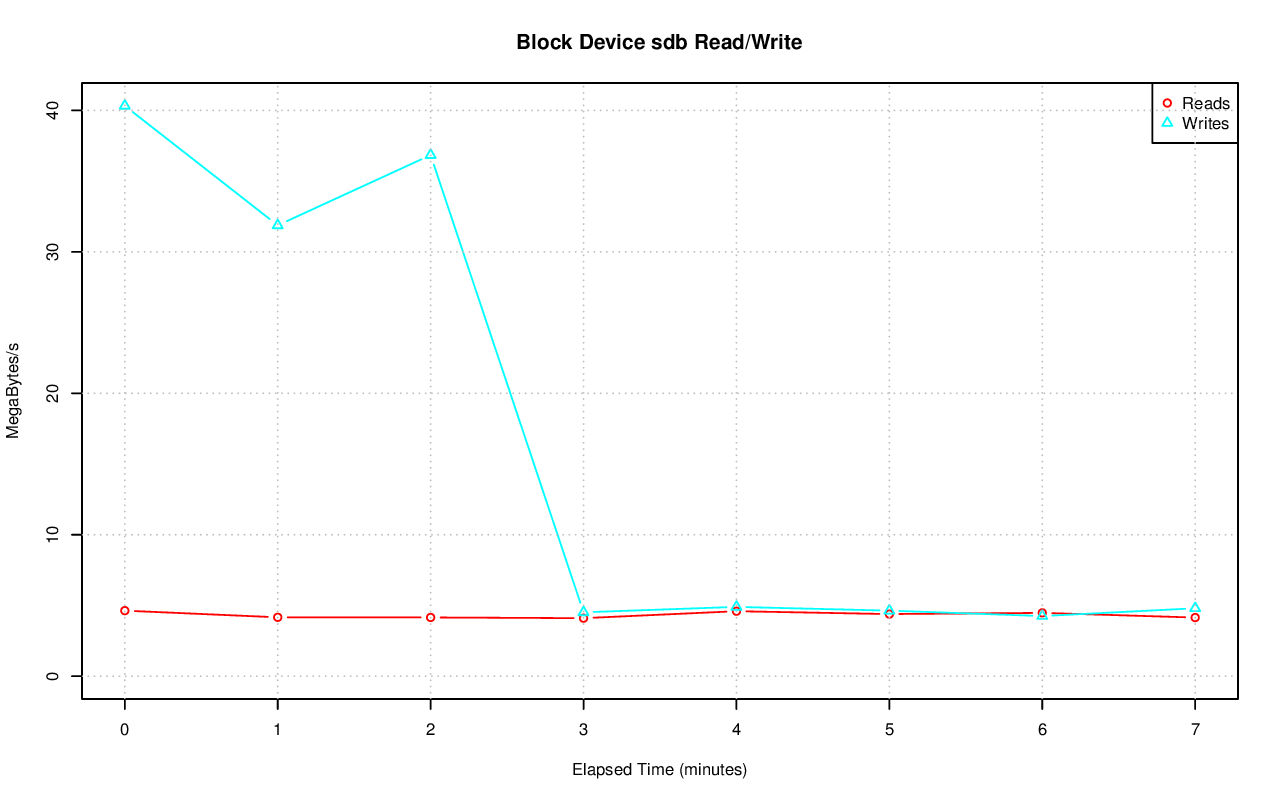 Block Device sdb Read/Write
Reads
Writes
MegaBytes/s
40
30
20
10
0
0 1 2 3 4 5 6 7
Elapsed Time (minutes)